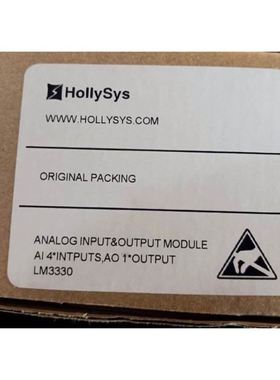 HollySys
WWW.HOLLYSYS.COM
ORIGINAL PACKING
ANALOG INPUT&OUTPUT MODULE
AI 4*INTPUTS,AO 1*OUTPUT
LM3330